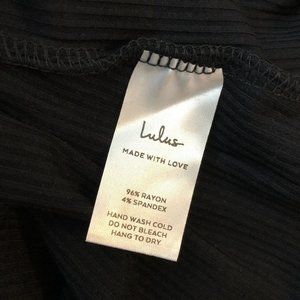 Lulus
MADE WITH LOVE
96% RAYON
4% SPANDEX
HAND WASH COLD
DO NOT BLEACH
HANG TO DRY